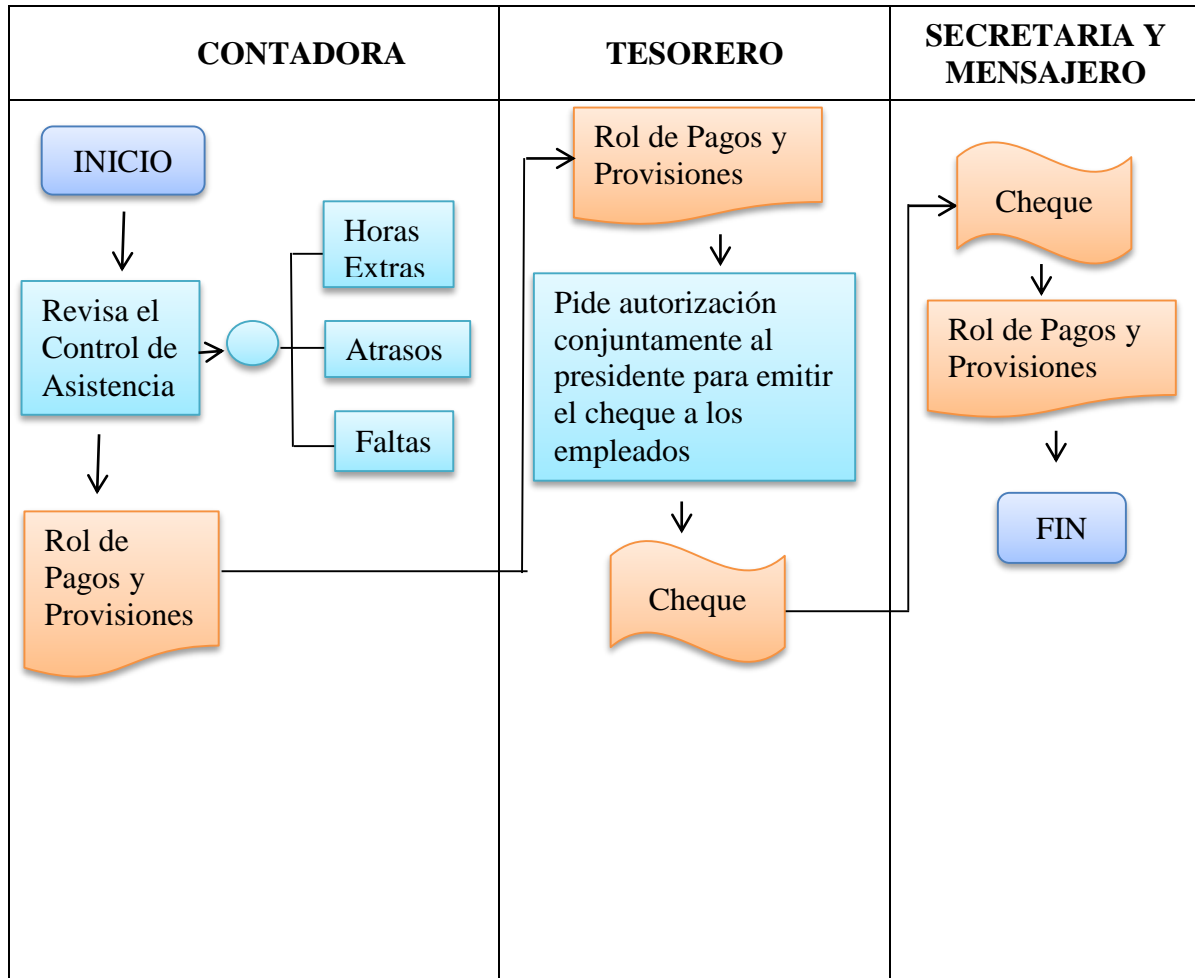 CONTADORA
TESORERO
SECRETARIA Y
MENSAJERO
INICIO
Revisa el
Control de
Asistencia
Horas
Extras
Atrasos
Faltas
Rol de
Pagos y
Provisiones
Rol de Pagos y
Provisiones
Pide autorización
conjuntamente al
presidente para emitir
el cheque a los
empleados
Cheque
Cheque
Rol de Pagos y
Provisiones
FIN